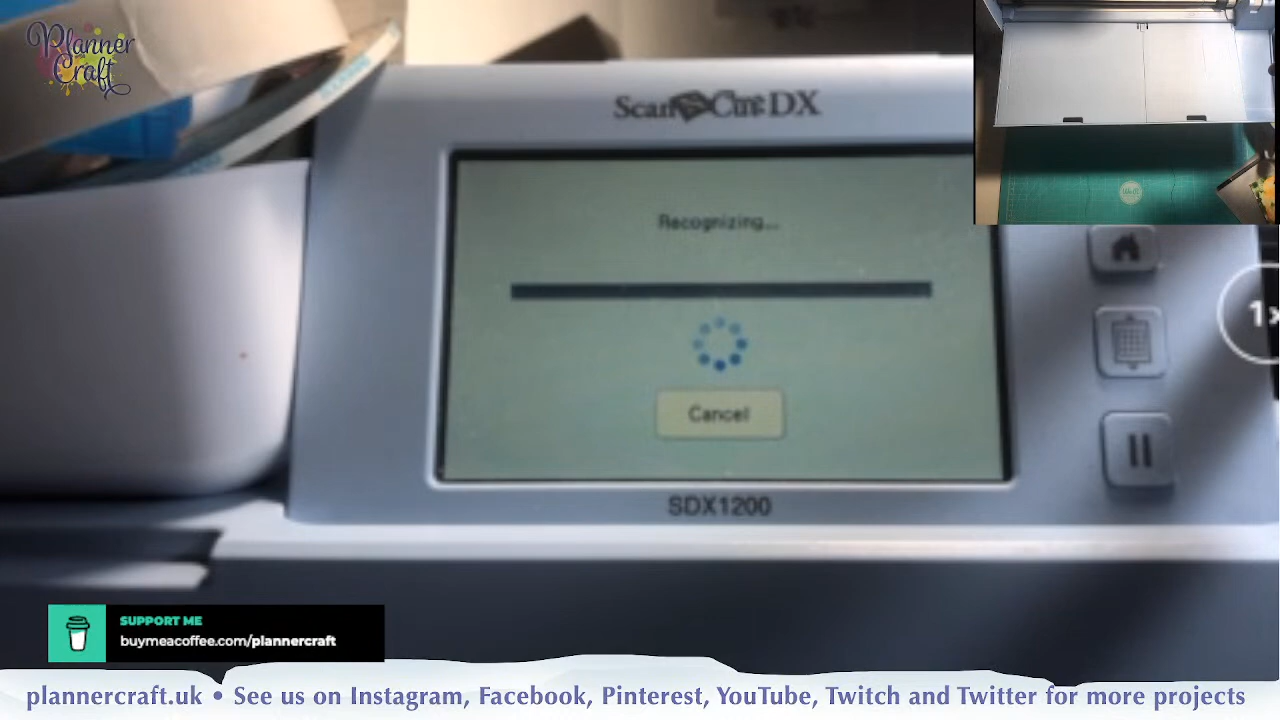 Planner
Craft
ScanNCut DX
Recognizing...
Cancel
SDX1200
1x
SUPPORT ME
buymeacoffee.com/plannercraft
plannercraft.uk • See us on Instagram, Facebook, Pinterest, YouTube, Twitch and Twitter for more projects